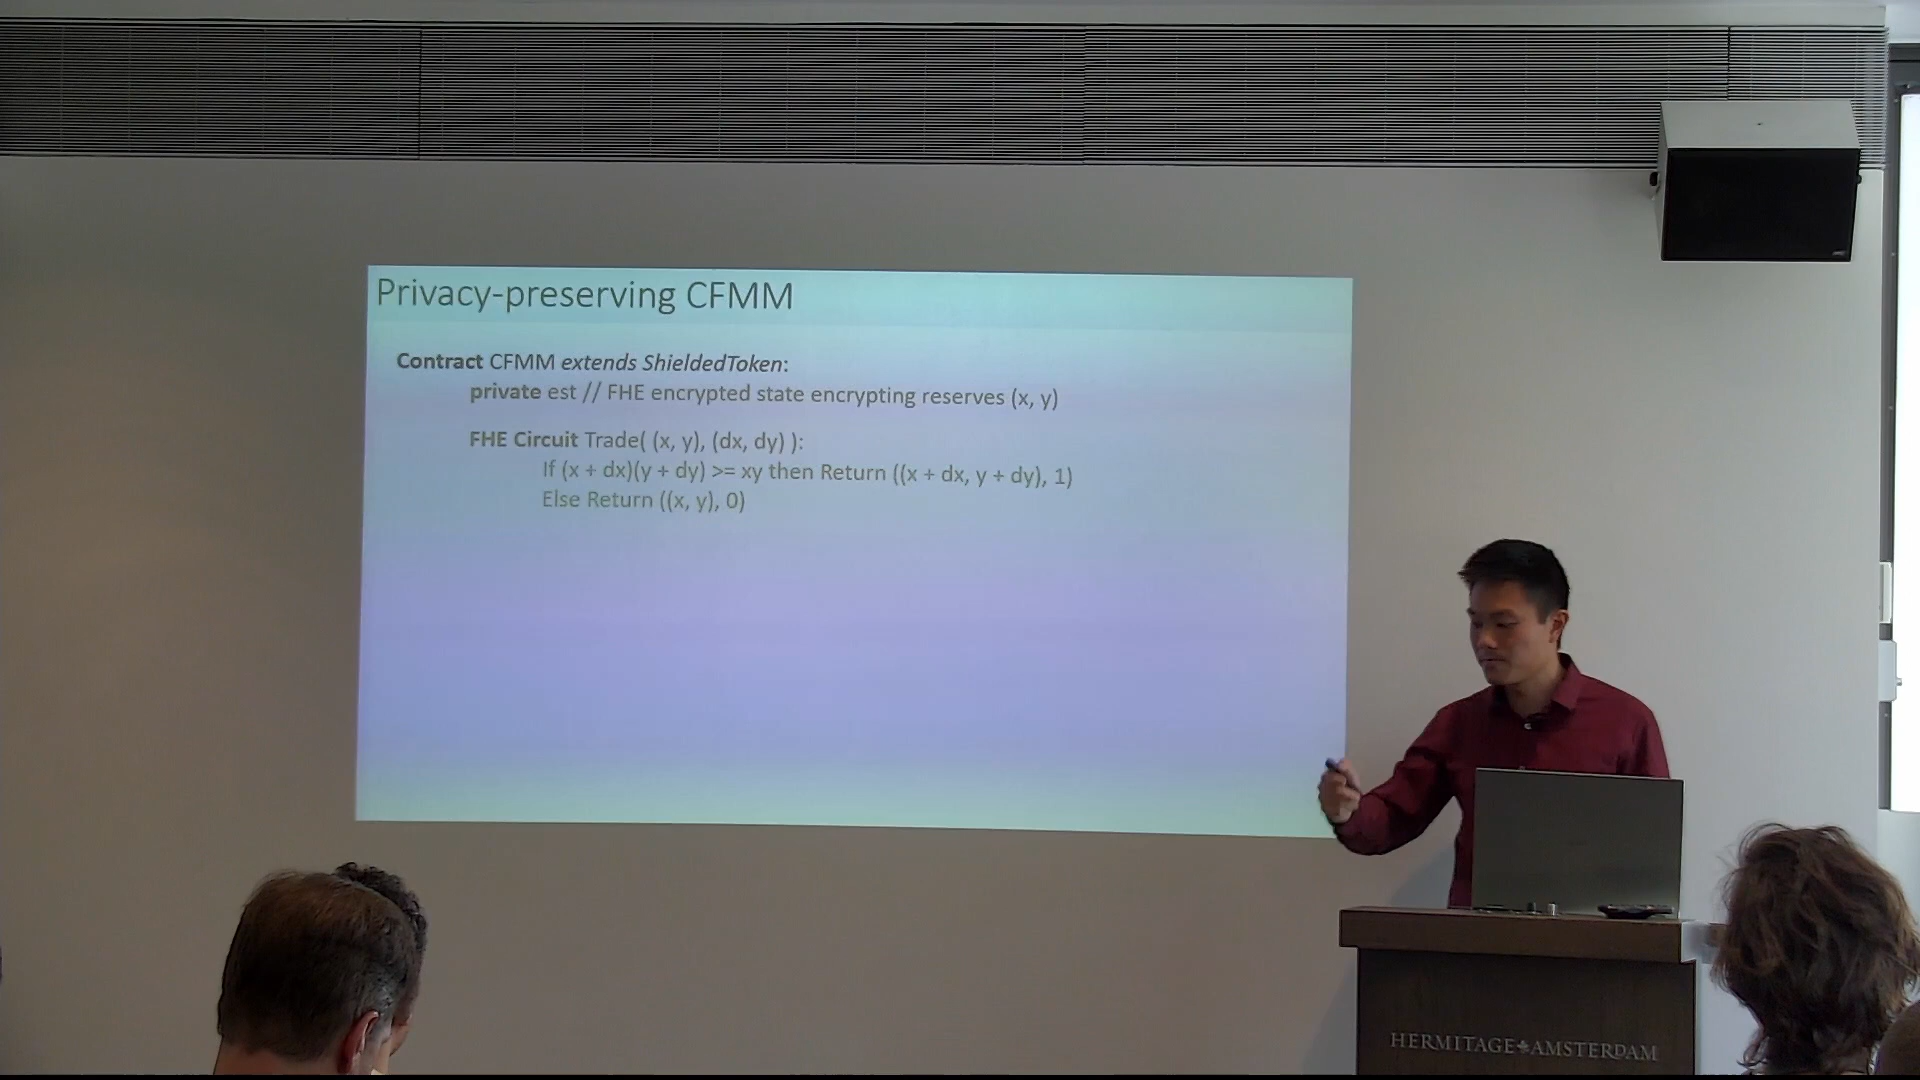 Privacy-preserving CFMM
Contract CFMM extends ShieldedToken:
private est // FHE encrypted state encrypting reserves (x, y)
FHE Circuit Trade( (x, y), (dx, dy) ):
If (x + dx)(y + dy) >= xy then Return ((x + dx, y + dy), 1)
Else Return ((x, y), 0)
HERMITAGE AMSTERDAM